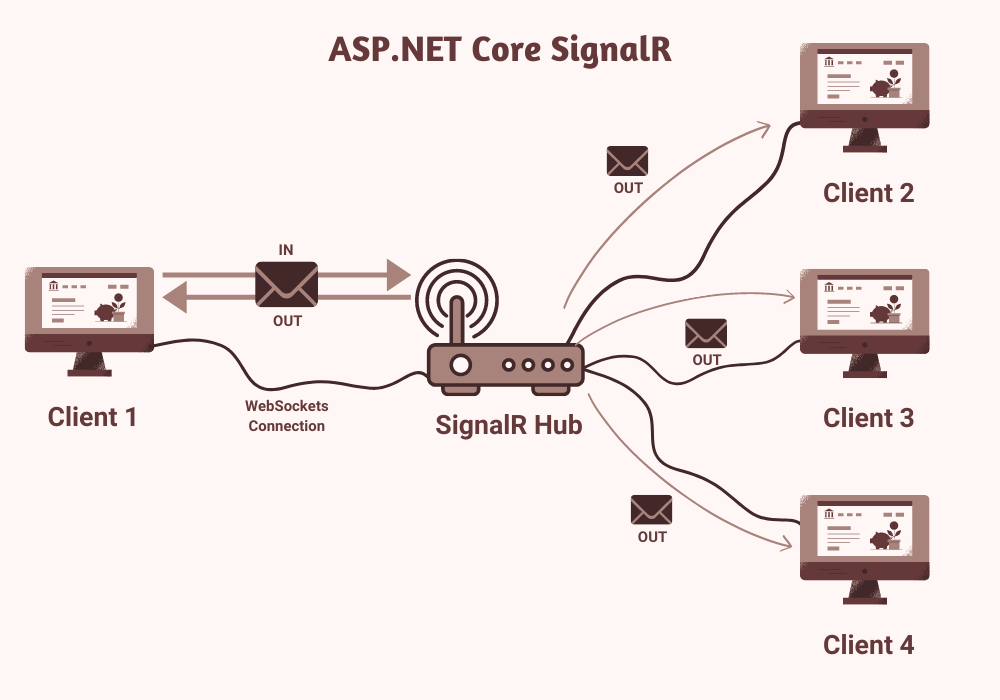 ASP.NET Core SignalR
OUT
Client 2
IN
OUT
Client 1
WebSockets
Connection
SignalR Hub
OUT
Client 3
OUT
Client 4